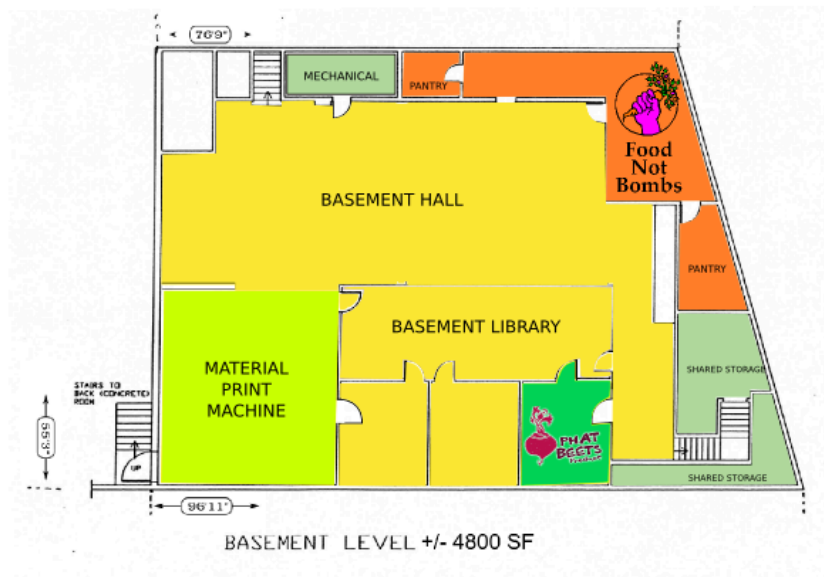 76'9"
MECHANICAL
PANTRY
Food
Not
Bombs
BASEMENT HALL
PANTRY
BASEMENT LIBRARY
MATERIAL
PRINT
MACHINE
SHARED STORAGE
STAIRS TO
BACK (CONCRETE)
ROOM
55'3"
UP
PHAT
BEETS
Produce
SHARED STORAGE
96'11"
BASEMENT LEVEL +/- 4800 SF